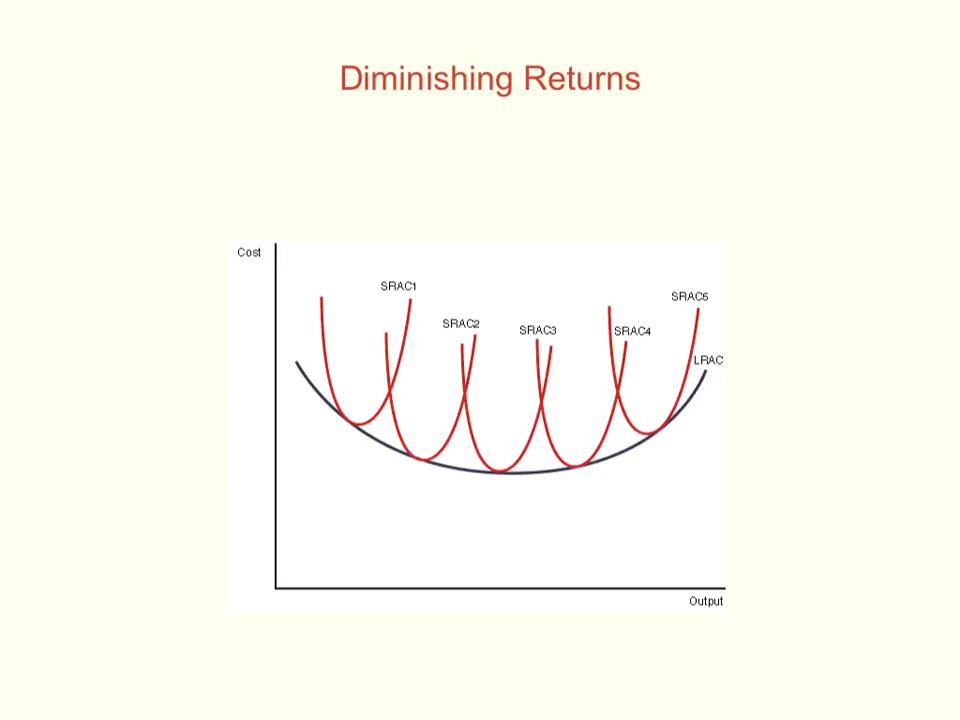 Diminishing Returns
Cost
SRAC1
SRAC2
SRAC3
SRAC4
SRAC5
LRAC
Output